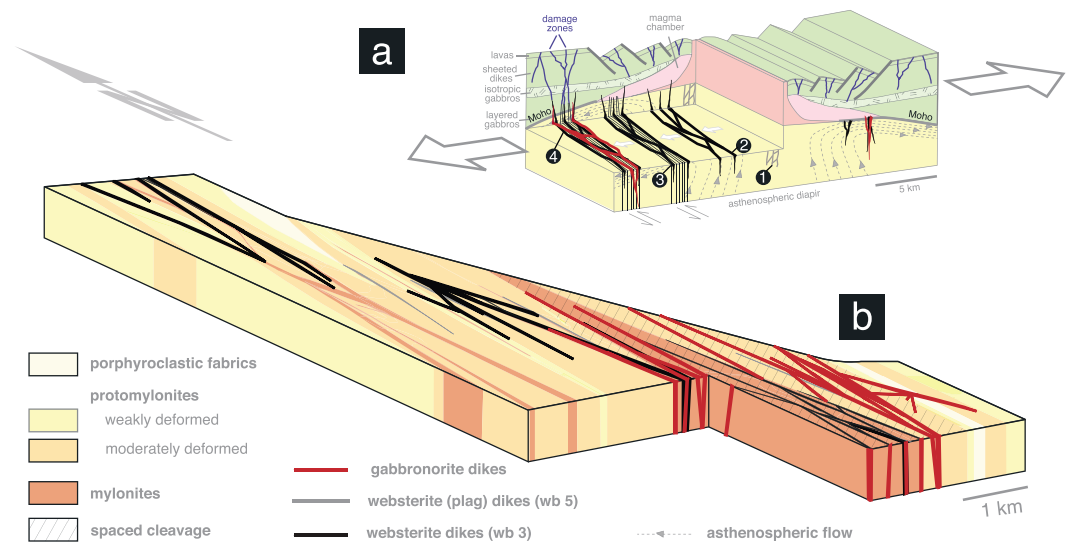 a
damage
zones
magma
chamber
lavas
sheeted
dikes
isotropic
gabbros
layered
gabbros
Moho
Moho
4
3
2
1
asthenospheric diapir
5 km
b
porphyroclastic fabrics
protomylonites
weakly deformed
moderately deformed
mylonites
spaced cleavage
gabbronorite dikes
websterite (plag) dikes (wb 5)
websterite dikes (wb 3)
asthenospheric flow
1 km